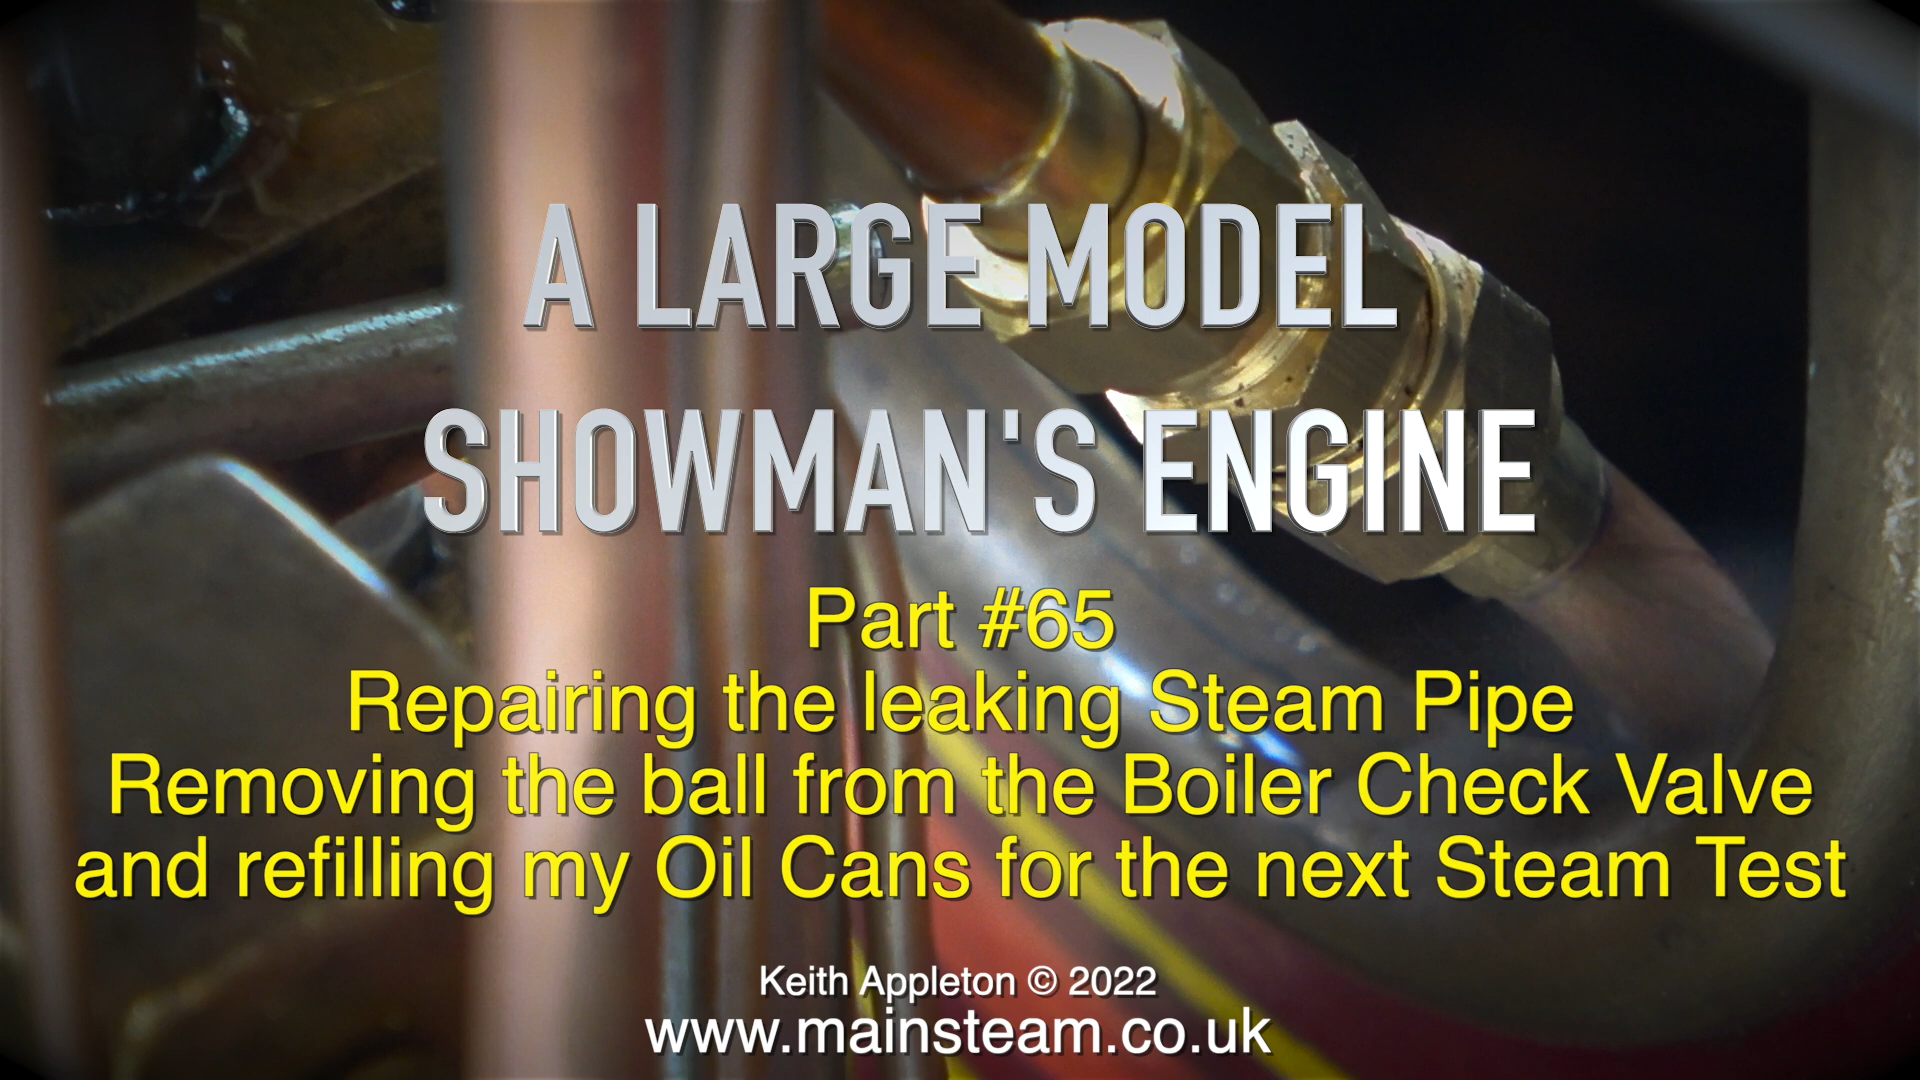 A LARGE MODEL
SHOWMAN'S ENGINE
Part #65
Repairing the leaking Steam Pipe
Removing the ball from the Boiler Check Valve
and refilling my Oil Cans for the next Steam Test
Keith Appleton © 2022
www.mainsteam.co.uk